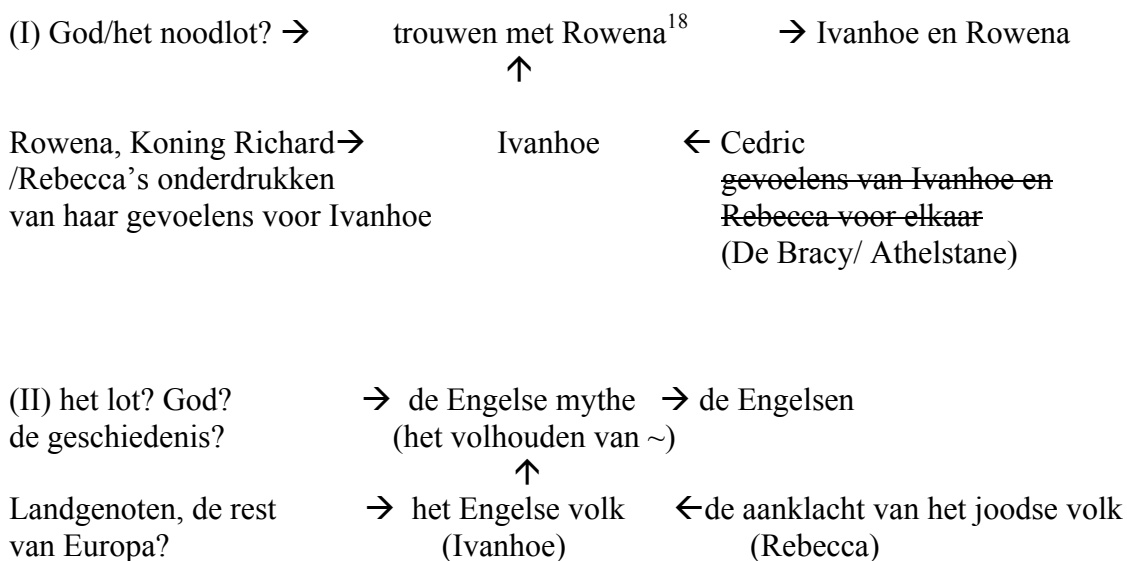 (I) God/het noodlot? → trouwen met Rowena18 → Ivanhoe en Rowena
↑
Rowena, Koning Richard→ Ivanhoe ← Cedric
/Rebecca’s onderdrukken gevoelens van Ivanhoe en
van haar gevoelens voor Ivanhoe Rebecca voor elkaar
(De Bracy/ Athelstane)
(II) het lot? God? → de Engelse mythe → de Engelsen
de geschiedenis? (het volhouden van ~)
↑
Landgenoten, de rest → het Engelse volk ←de aanklacht van het joodse volk
van Europa? (Ivanhoe) (Rebecca)